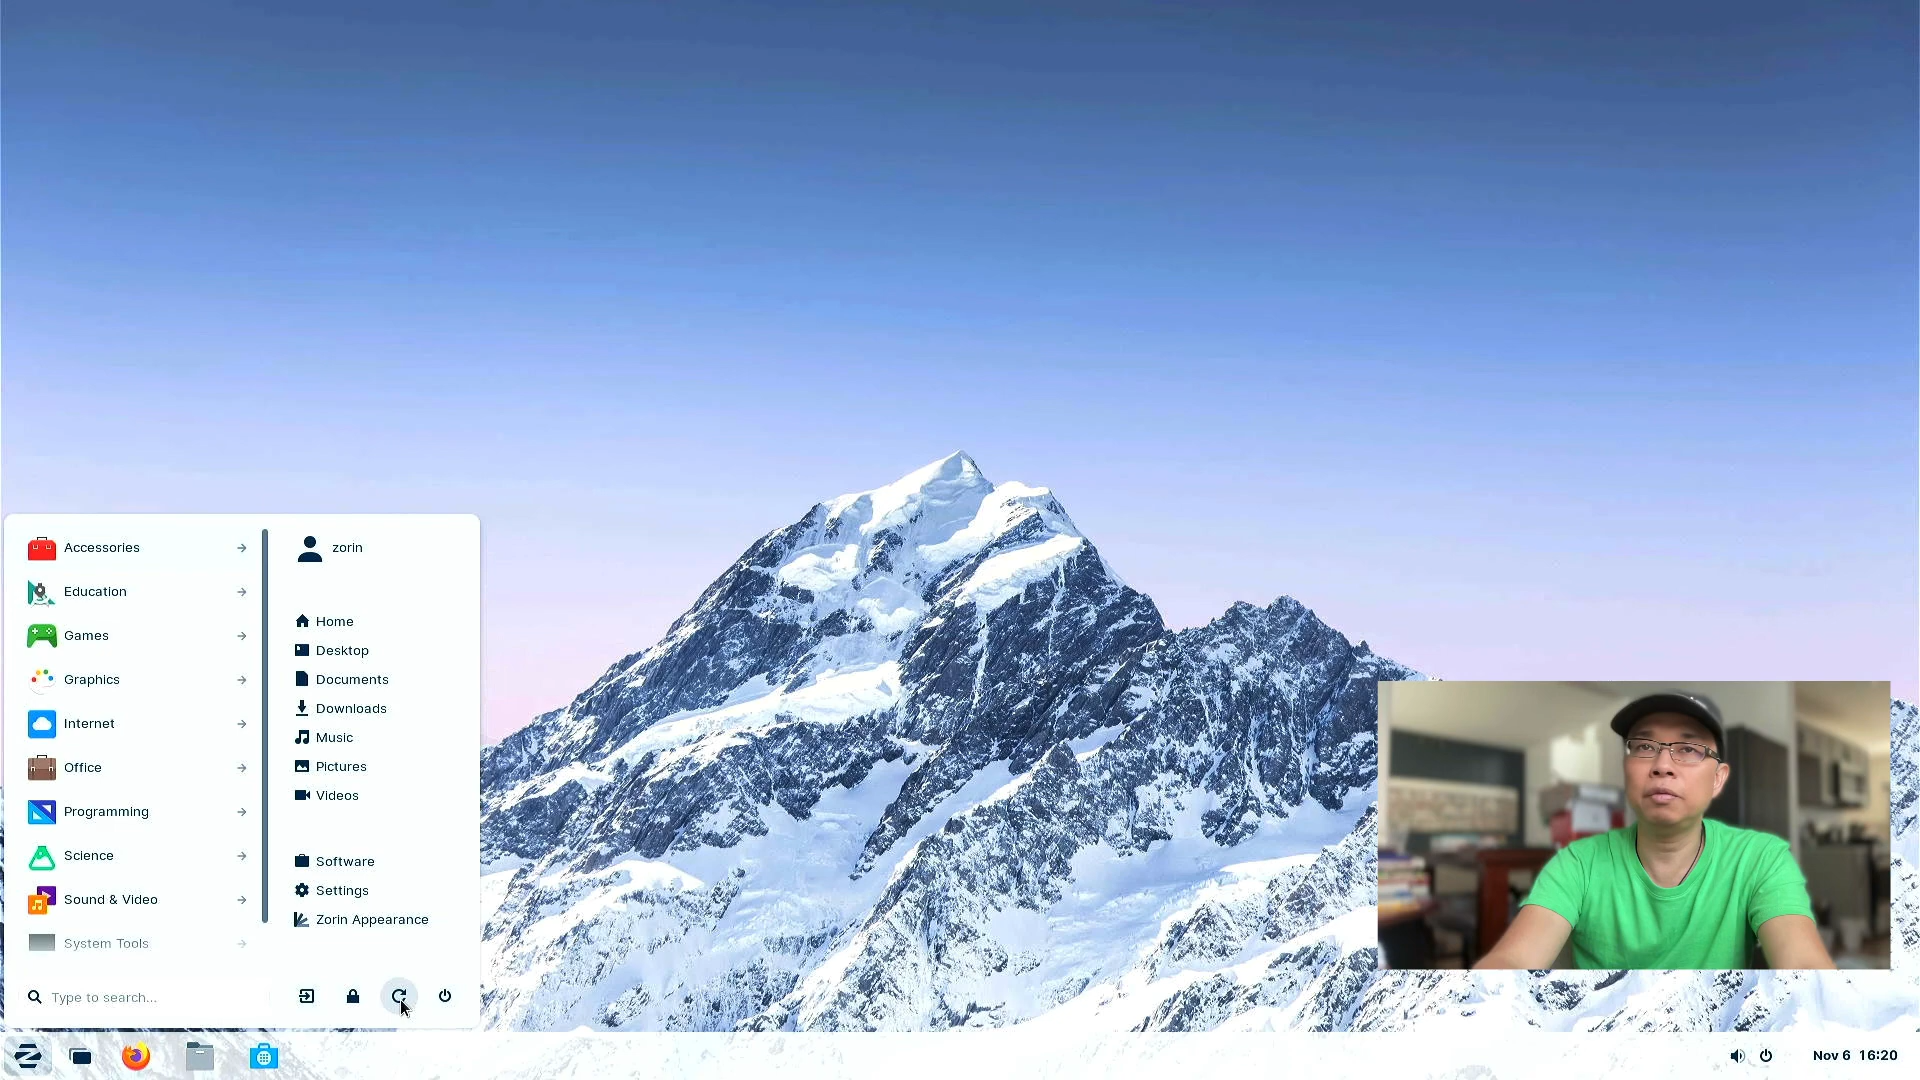 Accessories
Education
Games
Graphics
Internet
Office
Programming
Science
Sound & Video
System Tools
Type to search...
zorin
Home
Desktop
Documents
Downloads
Music
Pictures
Videos
Software
Settings
Zorin Appearance
Nov 6 16:20